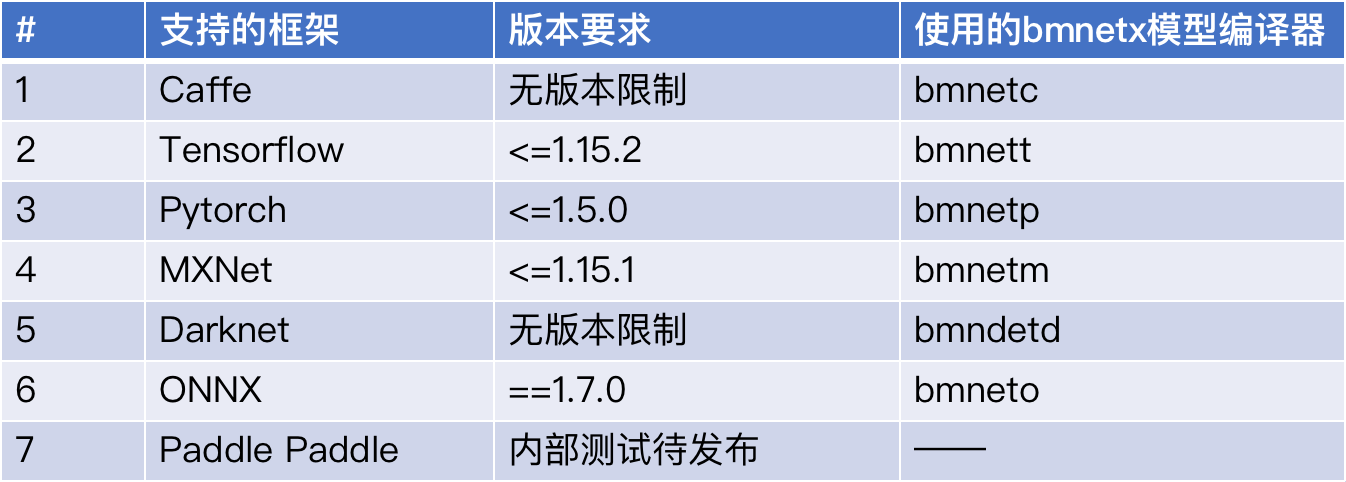 # 支持的框架 版本要求 使用的bmnetx模型编译器
1 Caffe 无版本限制 bmnetc
2 Tensorflow <=1.15.2 bmnett
3 Pytorch <=1.5.0 bmnetp
4 MXNet <=1.15.1 bmnetm
5 Darknet 无版本限制 bmndetd
6 ONNX ==1.7.0 bmneto
7 Paddle Paddle 内部测试待发布 ——